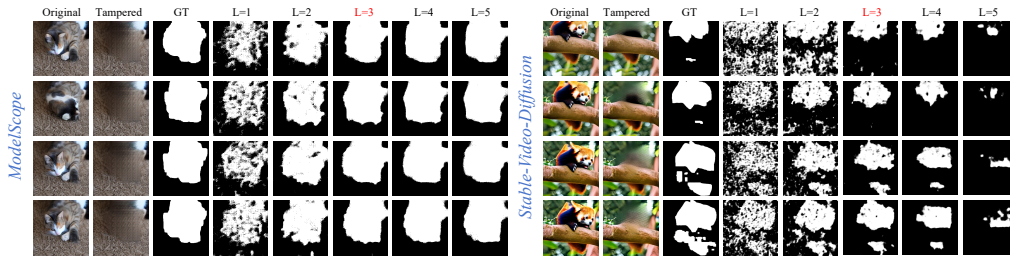 Original Tampered GT L=1 L=2 L=3 L=4 L=5
ModelScope
Original Tampered GT L=1 L=2 L=3 L=4 L=5
Stable-Video-Diffusion